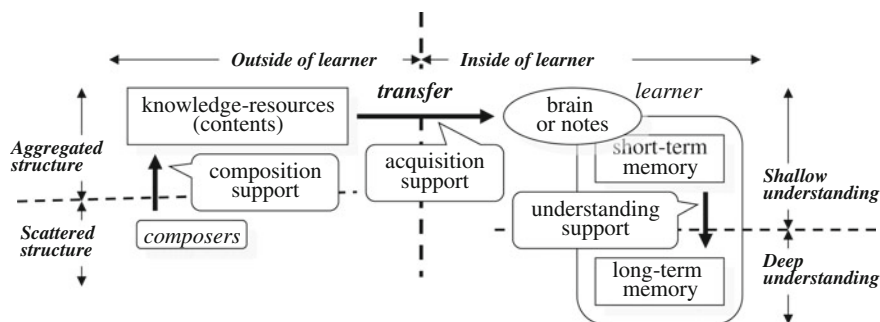 Outside of learner
Inside of learner
transfer
learner
knowledge-resources
(contents)
brain
or notes
Aggregated
structure
composition
support
acquisition
support
short-term
memory
Shallow
understanding
understanding
support
Scattered
structure
composers
long-term
memory
Deep
understanding